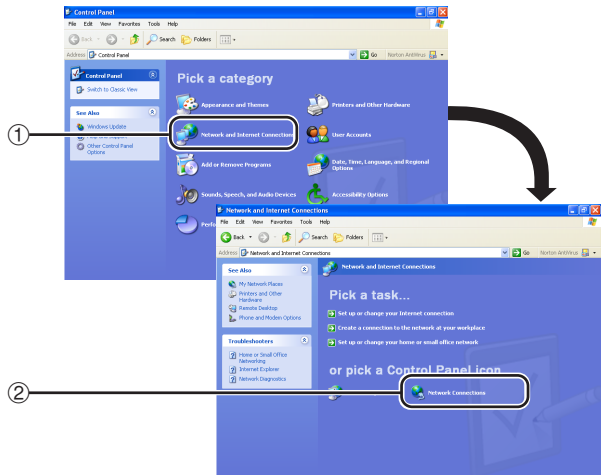 Control Panel
File Edit View Favorites Tools Help
Back Search Folders
Address Control Panel Go Norton AntiVirus
Control Panel
Switch to Classic View
See Also
Windows Update
Help and Support
Other Control Panel
Options
Pick a category
Appearance and Themes
Printers and Other Hardware
Network and Internet Connections
User Accounts
Add or Remove Programs
Date, Time, Language, and Regional
Options
Sounds, Speech, and Audio Devices
Accessibility Options
Perfo
①
Network and Internet Connections
File Edit View Favorites Tools Help
Back Search Folders
Address Network and Internet Connections Go Norton AntiVirus
See Also
My Network Places
Printers and Other
Hardware
Remote Desktop
Phone and Modem Options
Troubleshooters
Home or Small Office
Networking
Internet Explorer
Network Diagnostics
Network and Internet Connections
Pick a task...
Set up or change your Internet connection
Create a connection to the network at your workplace
Set up or change your home or small office network
or pick a Control Panel icon
Network Connections
②